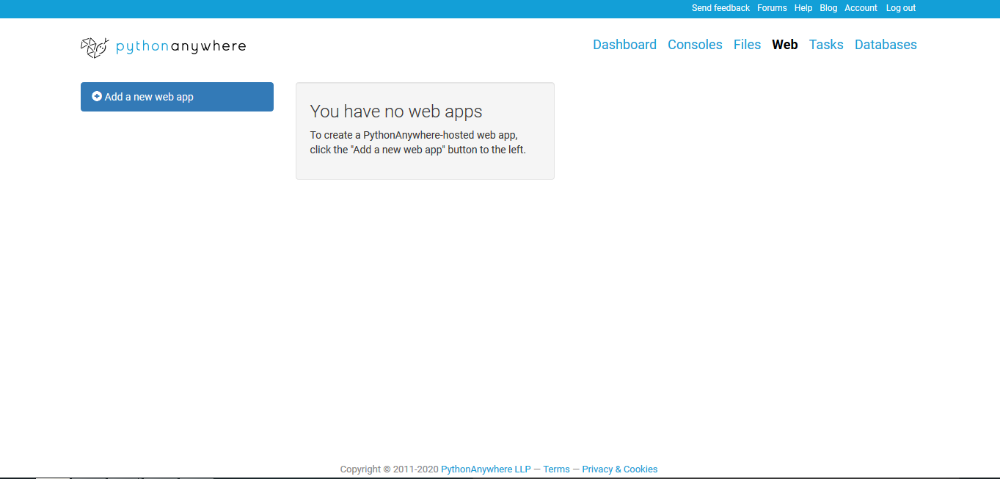 Send feedback Forums Help Blog Account Log out
pythonanywhere
Dashboard Consoles Files Web Tasks Databases
Add a new web app
You have no web apps
To create a PythonAnywhere-hosted web app,
click the "Add a new web app" button to the left.
Copyright © 2011-2020 PythonAnywhere LLP — Terms — Privacy & Cookies